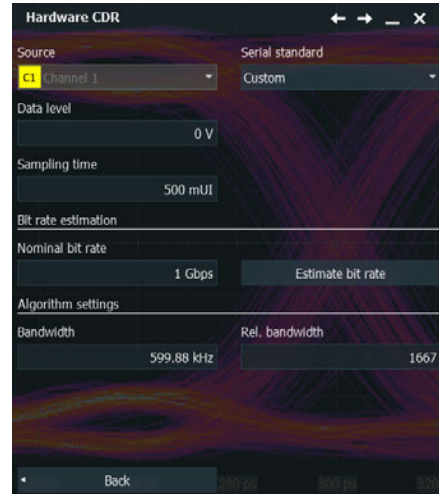 Hardware CDR
Source Serial standard
C1 Channel 1 Custom
Data level
0 V
Sampling time
500 mUI
Bit rate estimation
Nominal bit rate
1 Gbps Estimate bit rate
Algorithm settings
Bandwidth Rel. bandwidth
599.88 kHz 1667
Back 280 ps 300 ps 320